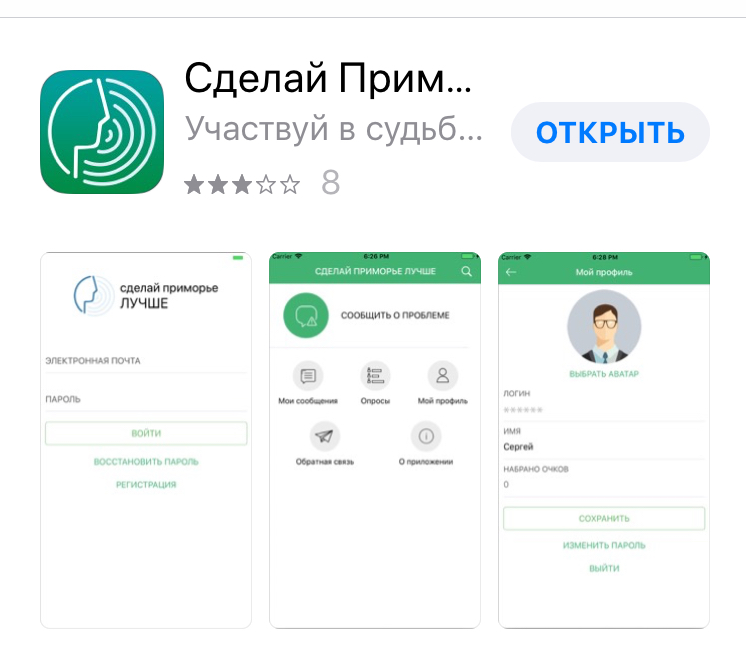 Сделай Прим...
Участвуй в судьб...
ОТКРЫТЬ
8
сделай приморье
ЛУЧШЕ
ЭЛЕКТРОННАЯ ПОЧТА
ПАРОЛЬ
ВОЙТИ
ВОССТАНОВИТЬ ПАРОЛЬ
РЕГИСТРАЦИЯ
Carrier 6:26 PM
СДЕЛАЙ ПРИМОРЬЕ ЛУЧШЕ
СООБЩИТЬ О ПРОБЛЕМЕ
Мои сообщения Опросы Мой профиль
Обратная связь О приложении
Carrier 6:28 PM
Мой профиль
ВЫБРАТЬ АВАТАР
ЛОГИН
******
ИМЯ
Сергей
НАБРАНО ОЧКОВ
0
СОХРАНИТЬ
ИЗМЕНИТЬ ПАРОЛЬ
ВЫЙТИ